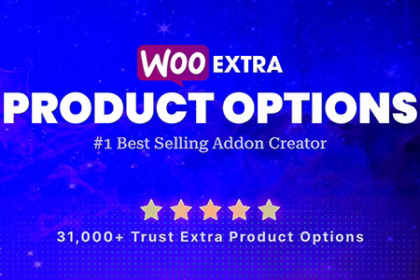 WOO EXTRA
PRODUCT OPTIONS
#1 Best Selling Addon Creator
31,000+ Trust Extra Product Options